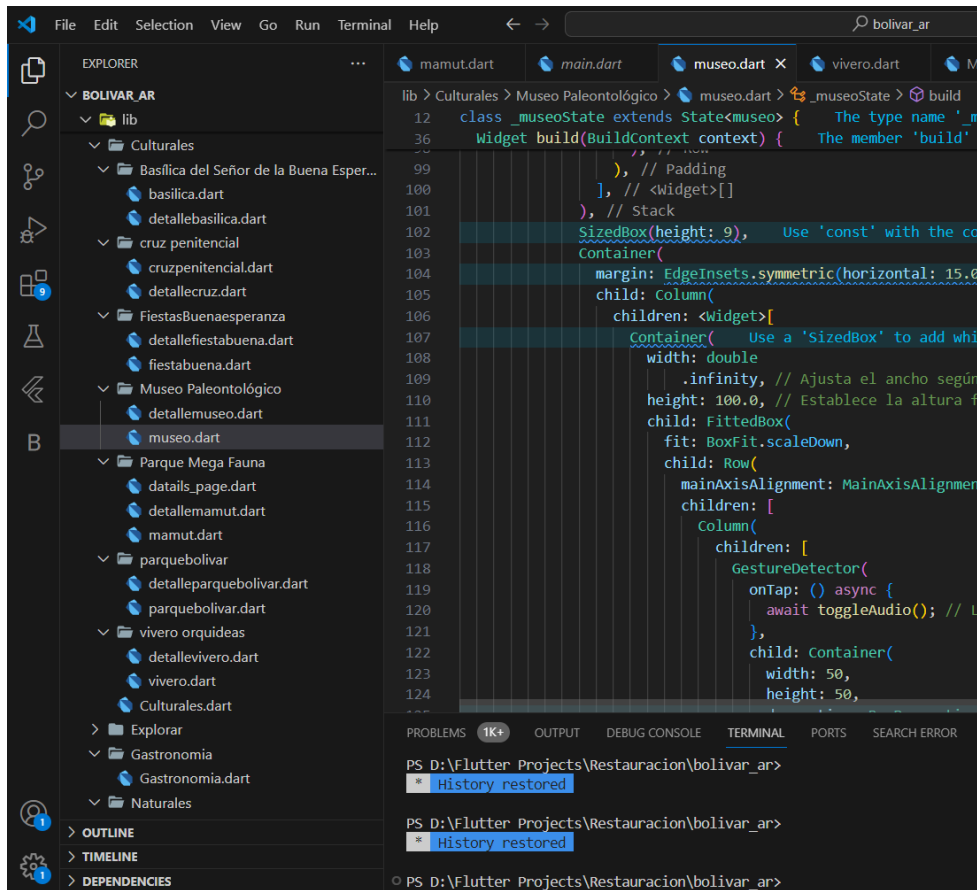 File Edit Selection View Go Run Terminal Help
bolivar_ar
EXPLORER
BOLIVAR_AR
lib
Culturales
Basílica del Señor de la Buena Esper...
basilica.dart
detallebasilica.dart
cruz penitencial
cruzpenitencial.dart
detallecruz.dart
FiestasBuenaesperanza
detallefiestabuena.dart
fiestabuena.dart
Museo Paleontológico
detallemuseo.dart
museo.dart
Parque Mega Fauna
datails_page.dart
detallemamut.dart
mamut.dart
parquebolivar
detalleparquebolivar.dart
parquebolivar.dart
vivero orquideas
detallevivero.dart
vivero.dart
Culturales.dart
Explorar
Gastronomia
Gastronomia.dart
Naturales
OUTLINE
TIMELINE
DEPENDENCIES
9
B
1
1
mamut.dart main.dart museo.dart vivero.dart M
lib > Culturales > Museo Paleontológico > museo.dart > _museoState > build
12 class _museoState extends State<museo> { The type name '_m
36 Widget build(BuildContext context) { The member 'build'
99 ), // Padding
100 ], // <Widget>[]
101 ), // Stack
102 SizedBox(height: 9), Use 'const' with the co
103 Container(
104 margin: EdgeInsets.symmetric(horizontal: 15.0
105 child: Column(
106 children: <Widget>[
107 Container( Use a 'SizedBox' to add whi
108 width: double
109 .infinity, // Ajusta el ancho según
110 height: 100.0, // Establece la altura f
111 child: FittedBox(
112 fit: BoxFit.scaleDown,
113 child: Row(
114 mainAxisAlignment: MainAxisAlignmen
115 children: [
116 Column(
117 children: [
118 GestureDetector(
119 onTap: () async {
120 await toggleAudio(); // L
121 },
122 child: Container(
123 width: 50,
124 height: 50,
PROBLEMS 1K+ OUTPUT DEBUG CONSOLE TERMINAL PORTS SEARCH ERROR
PS D:\Flutter Projects\Restauracion\bolivar_ar>
* History restored
PS D:\Flutter Projects\Restauracion\bolivar_ar>
* History restored
PS D:\Flutter Projects\Restauracion\bolivar_ar>